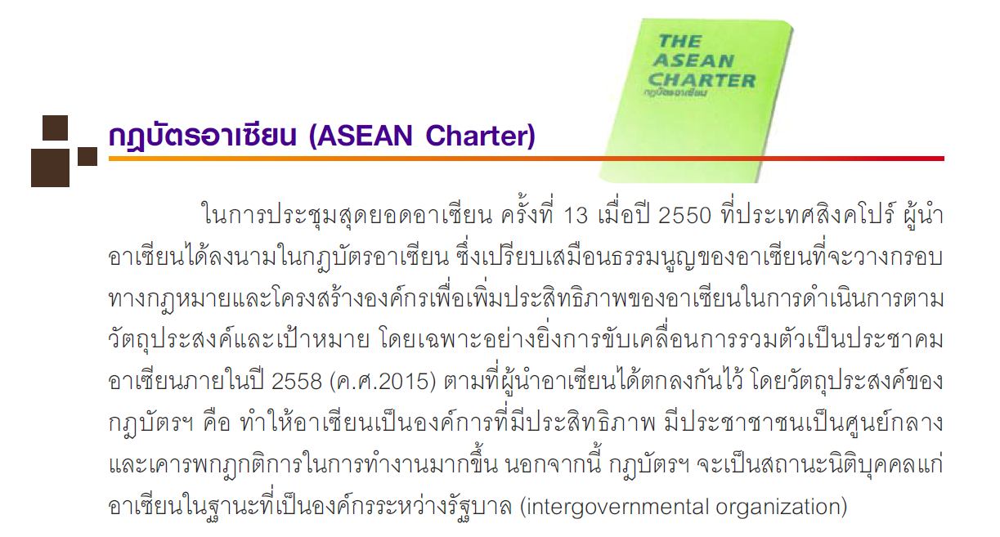 THE
ASEAN
CHARTER
กฎบัตรอาเซียน
กฎบัตรอาเซียน (ASEAN Charter)
ในการประชุมสุดยอดอาเซียน ครั้งที่ 13 เมื่อปี 2550 ที่ประเทศสิงคโปร์ ผู้นำ
อาเซียนได้ลงนามในกฎบัตรอาเซียน ซึ่งเปรียบเสมือนธรรมนูญของอาเซียนที่จะวางกรอบ
ทางกฎหมายและโครงสร้างองค์กรเพื่อเพิ่มประสิทธิภาพของอาเซียนในการดำเนินการตาม
วัตถุประสงค์และเป้าหมาย โดยเฉพาะอย่างยิ่งการขับเคลื่อนการรวมตัวเป็นประชาคม
อาเซียนภายในปี 2558 (ค.ศ.2015) ตามที่ผู้นำอาเซียนได้ตกลงกันไว้ โดยวัตถุประสงค์ของ
กฎบัตรฯ คือ ทำให้อาเซียนเป็นองค์การที่มีประสิทธิภาพ มีประชาชาชนเป็นศูนย์กลาง
และเคารพกฎกติการในการทำงานมากขึ้น นอกจากนี้ กฎบัตรฯ จะเป็นสถานะนิติบุคคลแก่
อาเซียนในฐานะที่เป็นองค์กรระหว่างรัฐบาล (intergovernmental organization)